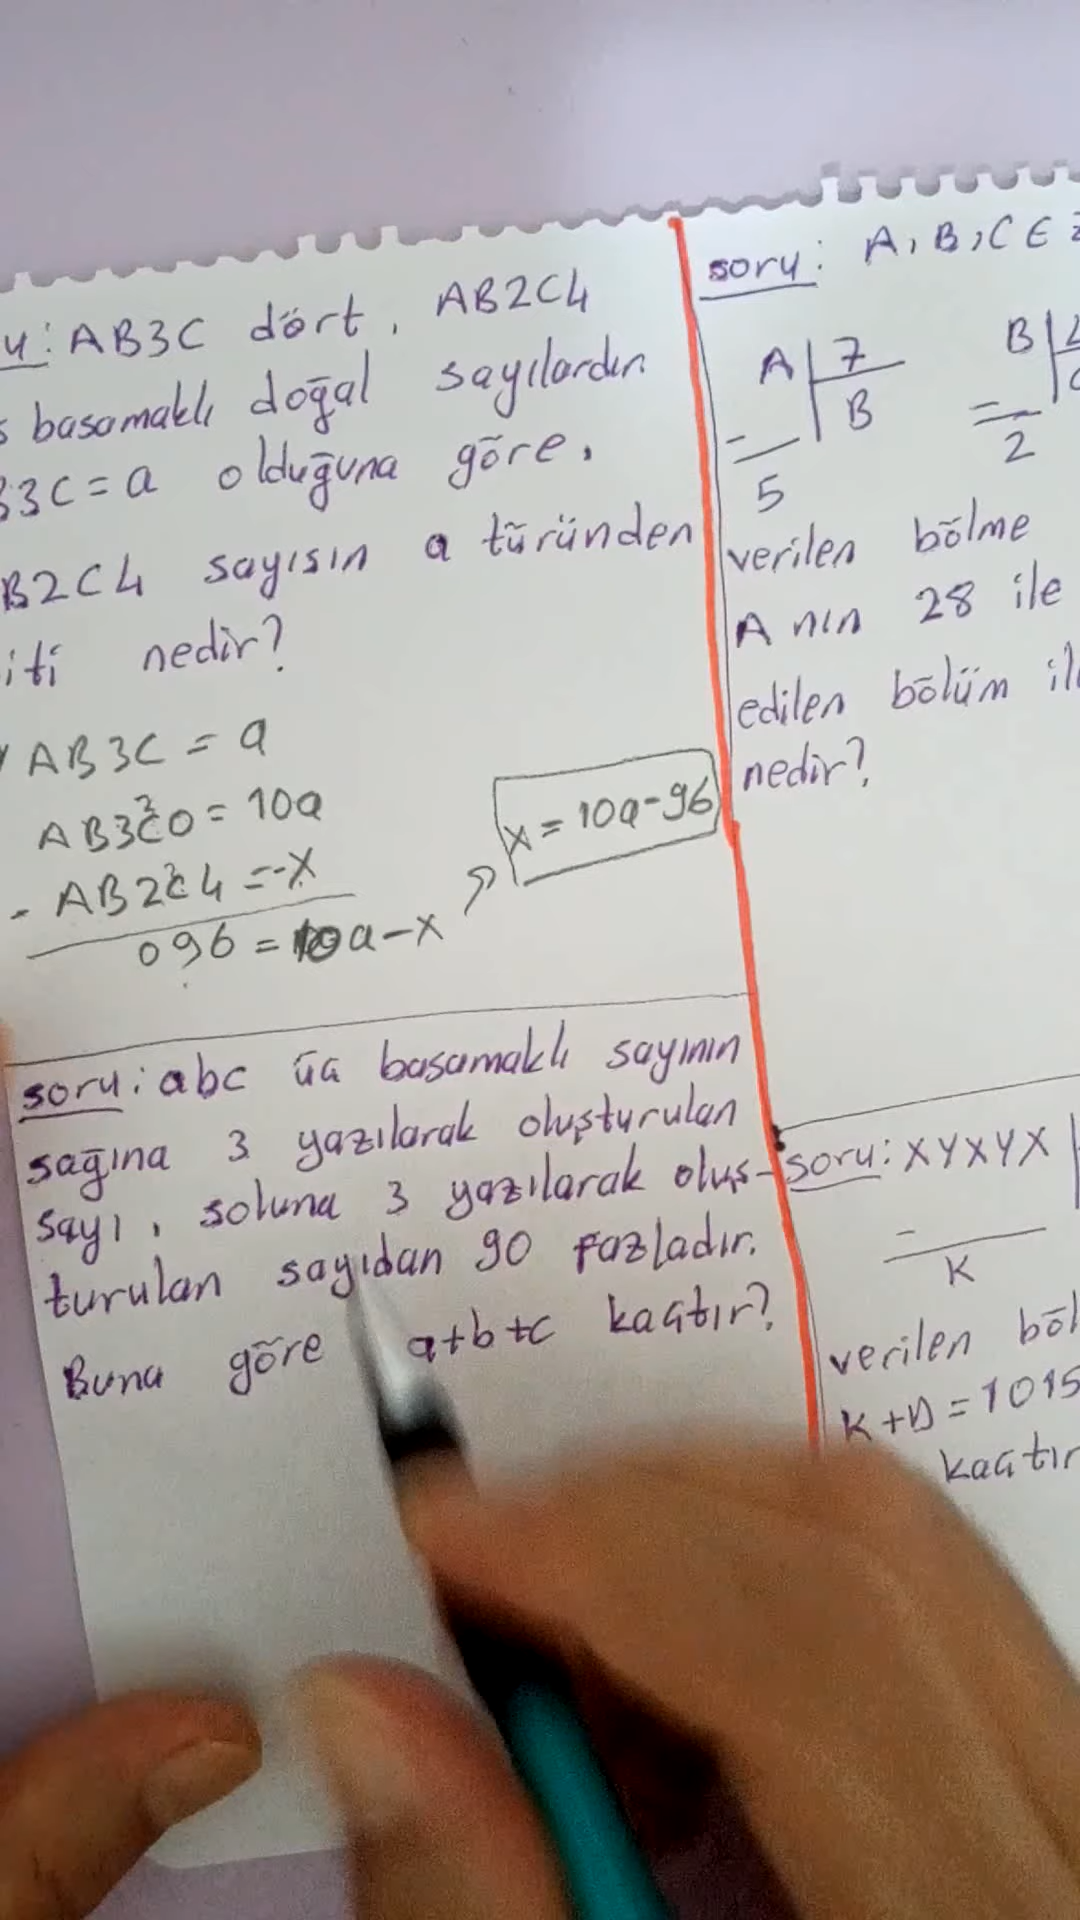 u: AB3C dört, AB2C4
s basamaklı doğal sayılardır.
B3C = a olduğuna göre,
B2C4 sayısın a türünden
iti nedir?
AB3C = a
AB3C0 = 10a
- AB2C4 = -x
096 = 10a - x
x = 10a - 96
soru: abc üç basamaklı sayının
sağına 3 yazılarak oluşturulan
sayı, soluna 3 yazılarak oluş-
turulan sayıdan 90 fazladır.
Buna göre a+b+c kaçtır?
soru: A, B, C ∈
A | 7 B |
B
- =
5 2
verilen bölme
A nın 28 ile
edilen bölüm
nedir?
soru: XYXYX
-
K
verilen
K+D = 1015
kaçtır